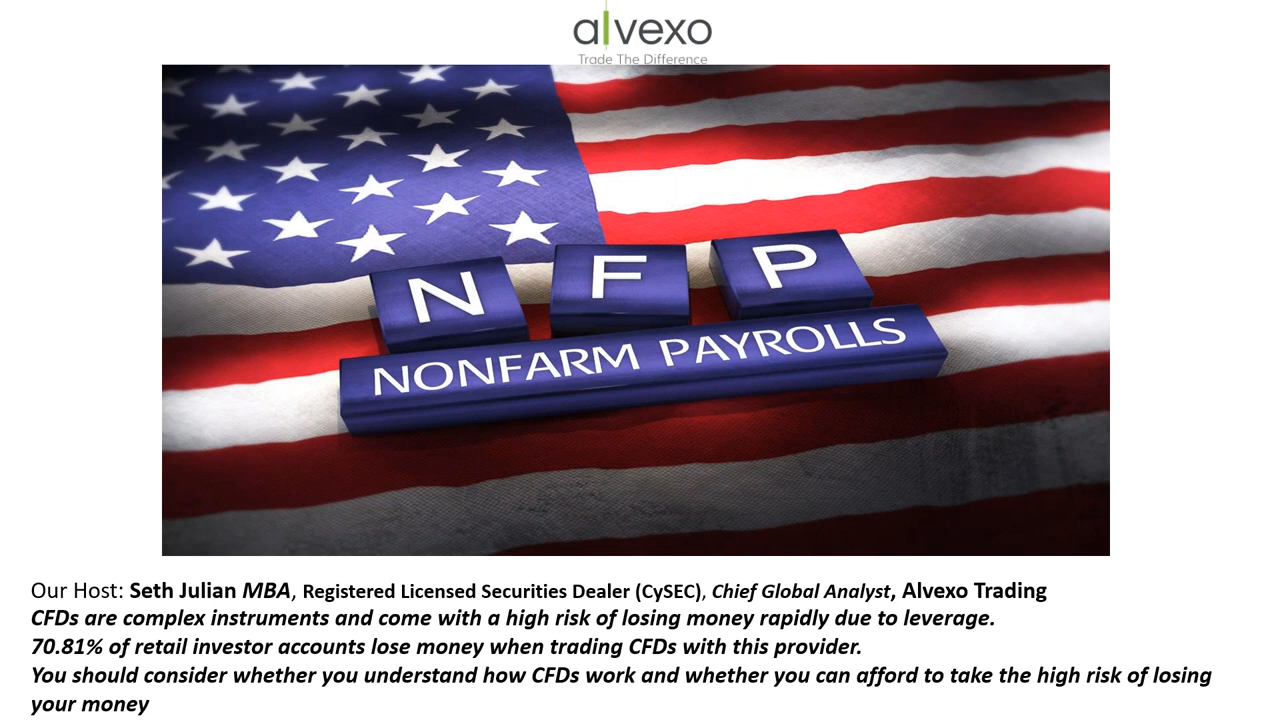 alvexo
Trade The Difference
N F P
NONFARM PAYROLLS
Our Host: Seth Julian MBA, Registered Licensed Securities Dealer (CySEC), Chief Global Analyst, Alvexo Trading
CFDs are complex instruments and come with a high risk of losing money rapidly due to leverage.
70.81% of retail investor accounts lose money when trading CFDs with this provider.
You should consider whether you understand how CFDs work and whether you can afford to take the high risk of losing
your money